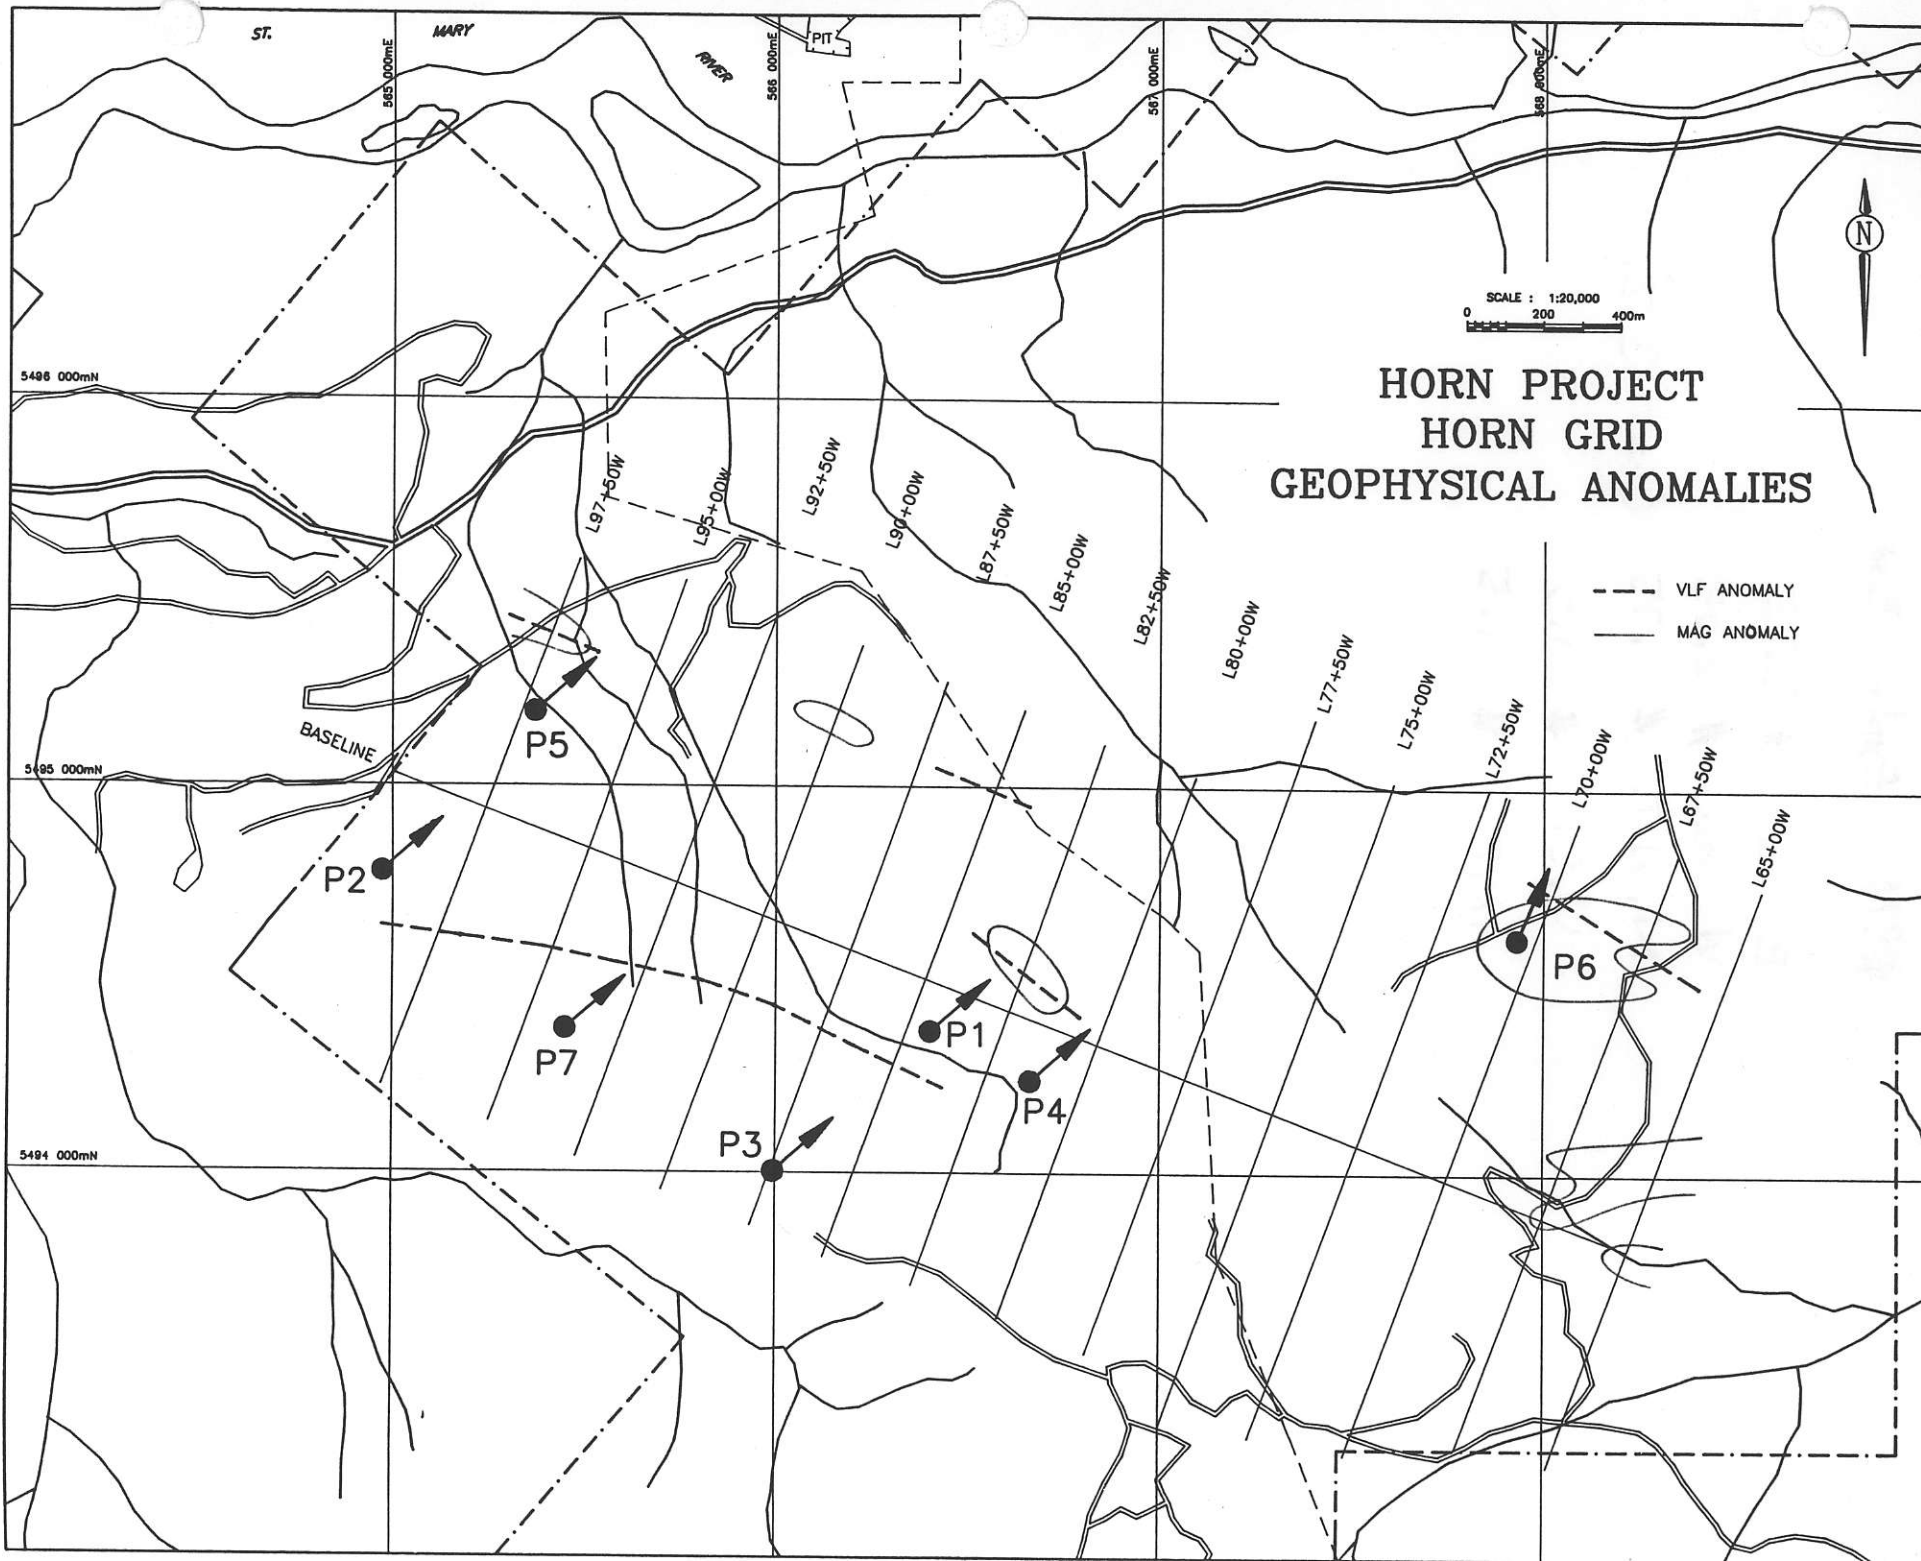 ST. MARY RIVER
PIT
565 000mE
566 000mE
567 000mE
568 000mE
N
SCALE : 1:20,000
0 200 400m
HORN PROJECT
HORN GRID
GEOPHYSICAL ANOMALIES
5496 000mN
L97+50W
L95+00W
L92+50W
L90+00W
L87+50W
L85+00W
L82+50W
L80+00W
L77+50W
L75+00W
L72+50W
L70+00W
L67+50W
L65+00W
VLF ANOMALY
MAG ANOMALY
BASELINE
5495 000mN
P5
P2
P6
P7
P1
P4
P3
5494 000mN